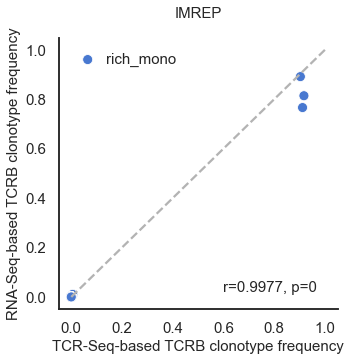 IMREP
RNA-Seq-based TCRB clonotype frequency
1.0
0.8
0.6
0.4
0.2
0.0
rich_mono
r=0.9977, p=0
0.0 0.2 0.4 0.6 0.8 1.0
TCR-Seq-based TCRB clonotype frequency